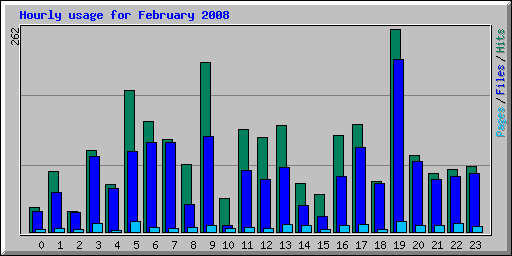 Hourly usage for February 2008
262
Pages / Files / Hits
0 1 2 3 4 5 6 7 8 9 10 11 12 13 14 15 16 17 18 19 20 21 22 23